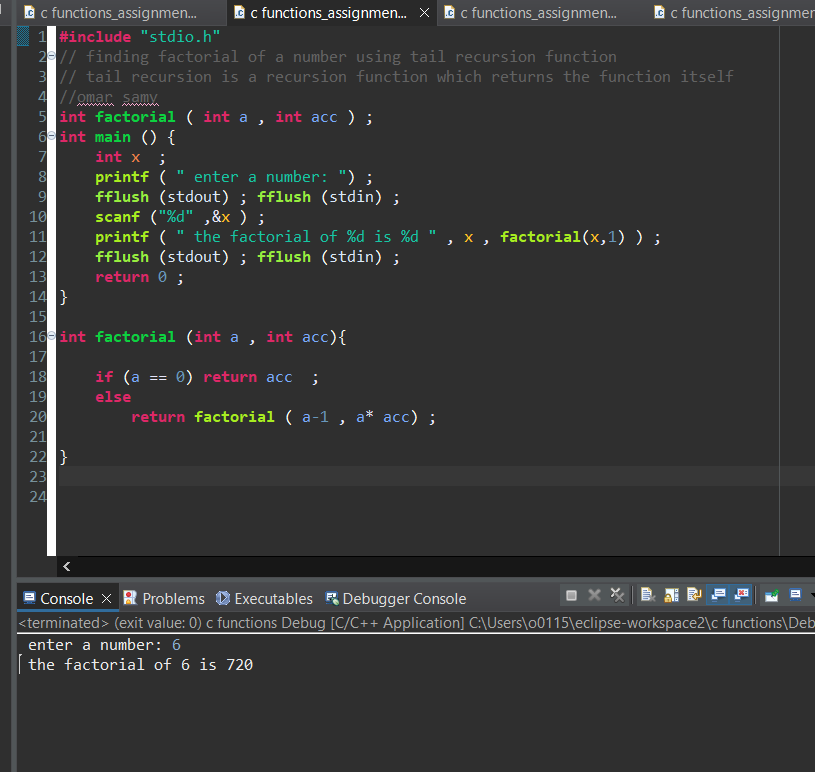 c functions_assignmen... c functions_assignmen... c functions_assignmen... c functions_assignmen
1 #include "stdio.h"
2 // finding factorial of a number using tail recursion function
3 // tail recursion is a recursion function which returns the function itself
4 //omar samy
5 int factorial ( int a , int acc ) ;
6 int main () {
7     int x  ;
8     printf ( " enter a number: ") ;
9     fflush (stdout) ; fflush (stdin) ;
10     scanf ("%d" ,&x ) ;
11     printf ( " the factorial of %d is %d " , x , factorial(x,1) ) ;
12     fflush (stdout) ; fflush (stdin) ;
13     return 0 ;
14 }
15
16 int factorial (int a , int acc){
17
18     if (a == 0) return acc  ;
19     else
20         return factorial ( a-1 , a* acc) ;
21
22 }
23
24
Console Problems Executables Debugger Console
<terminated> (exit value: 0) c functions Debug [C/C++ Application] C:\Users\o0115\eclipse-workspace2\c functions\Deb
enter a number: 6
the factorial of 6 is 720